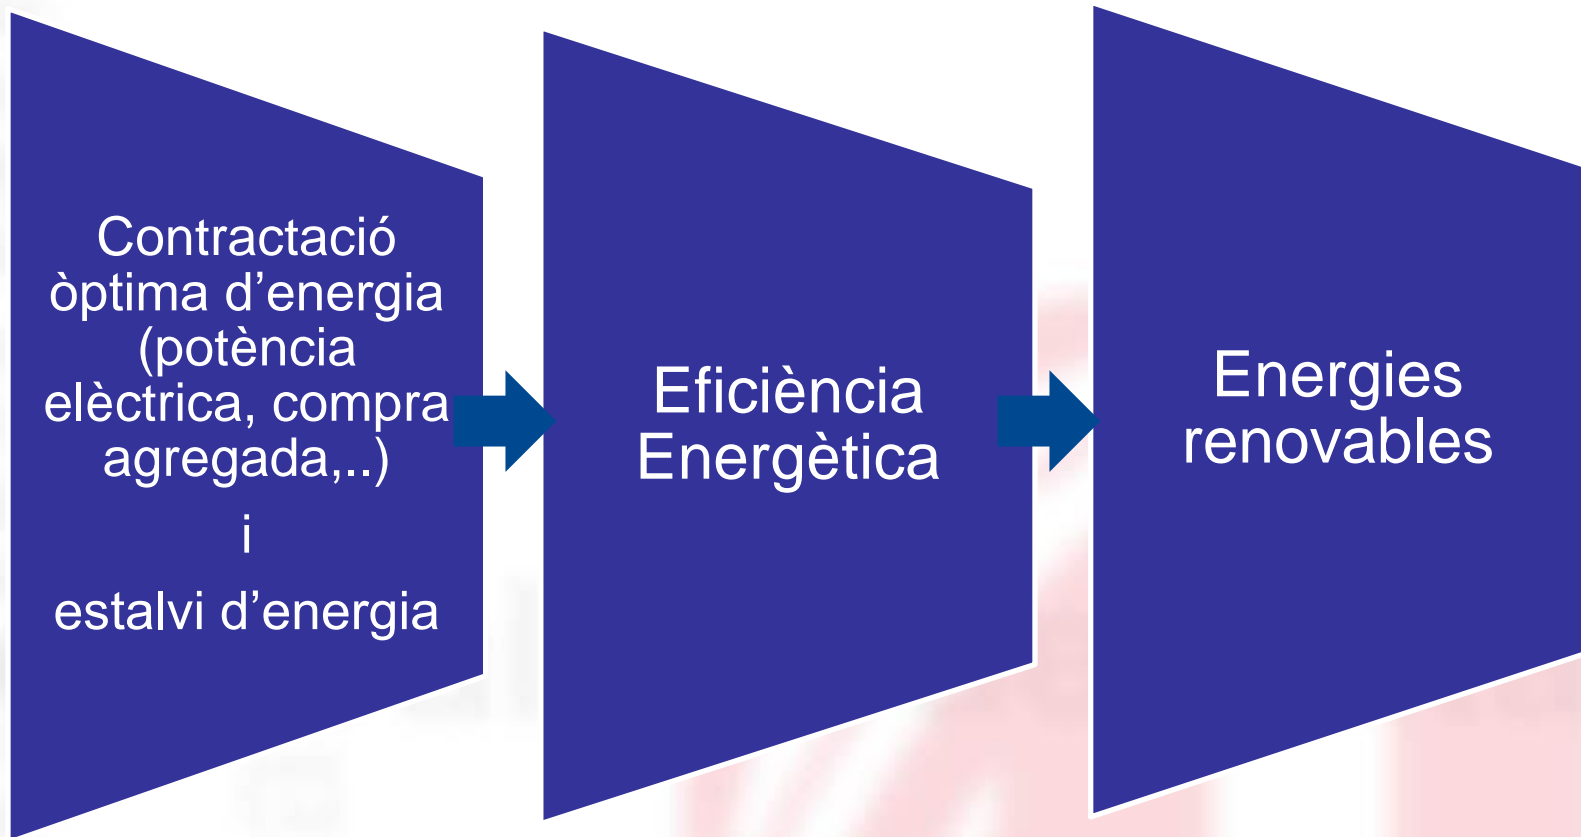 Contractació
òptima d’energia
(potència
elèctrica, compra
agregada,..)
i
estalvi d’energia
Eficiència
Energètica
Energies
renovables